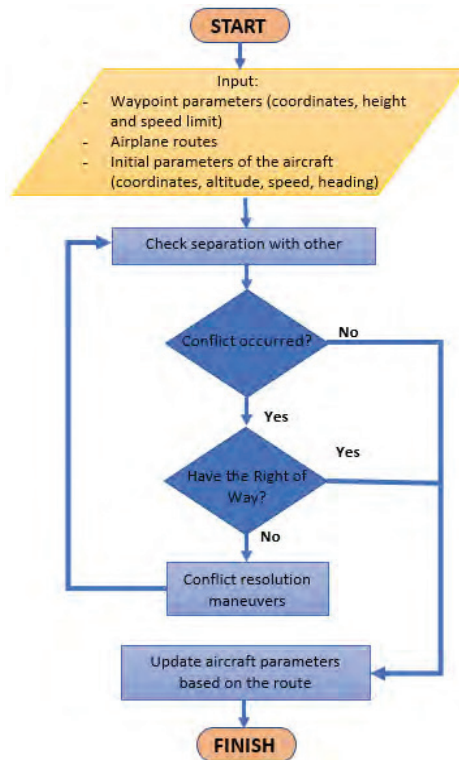 START
Input:
- Waypoint parameters (coordinates, height
and speed limit)
- Airplane routes
- Initial parameters of the aircraft
(coordinates, altitude, speed, heading)
Check separation with other
Conflict occurred?
No
Yes
Have the Right of
Way?
Yes
No
Conflict resolution
maneuvers
Update aircraft parameters
based on the route
FINISH